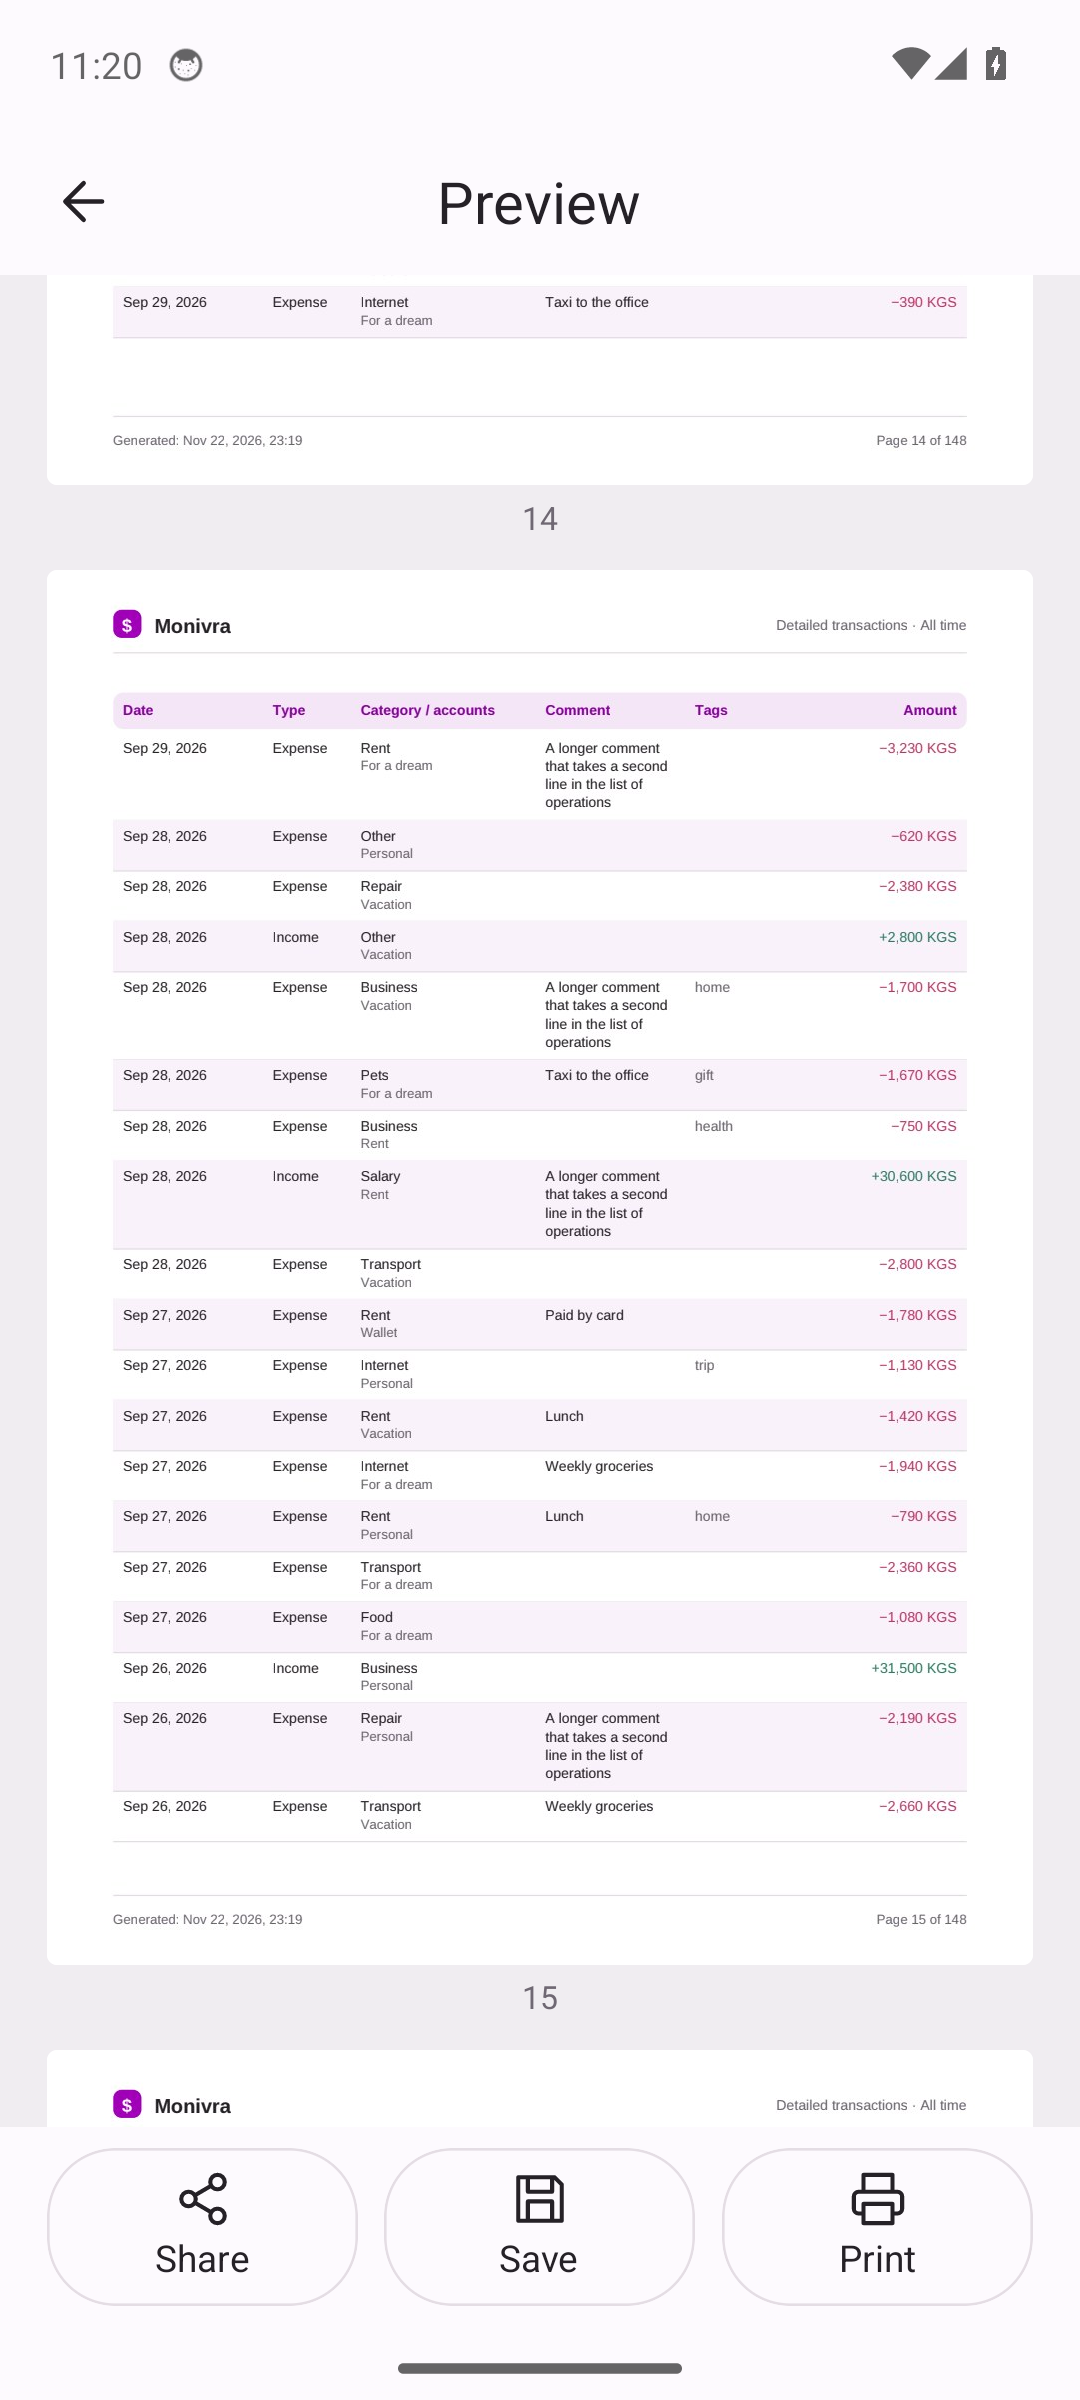 11:20
Preview
Sep 29, 2026 Expense Internet Taxi to the office −390 KGS
For a dream
Generated: Nov 22, 2026, 23:19 Page 14 of 148
14
$ Monivra Detailed transactions · All time
Date Type Category / accounts Comment Tags Amount
Sep 29, 2026 Expense Rent A longer comment −3,230 KGS
For a dream that takes a second
line in the list of
operations
Sep 28, 2026 Expense Other −620 KGS
Personal
Sep 28, 2026 Expense Repair −2,380 KGS
Vacation
Sep 28, 2026 Income Other +2,800 KGS
Vacation
Sep 28, 2026 Expense Business A longer comment home −1,700 KGS
Vacation that takes a second
line in the list of
operations
Sep 28, 2026 Expense Pets Taxi to the office gift −1,670 KGS
For a dream
Sep 28, 2026 Expense Business health −750 KGS
Rent
Sep 28, 2026 Income Salary A longer comment +30,600 KGS
Rent that takes a second
line in the list of
operations
Sep 28, 2026 Expense Transport −2,800 KGS
Vacation
Sep 27, 2026 Expense Rent Paid by card −1,780 KGS
Wallet
Sep 27, 2026 Expense Internet trip −1,130 KGS
Personal
Sep 27, 2026 Expense Rent Lunch −1,420 KGS
Vacation
Sep 27, 2026 Expense Internet Weekly groceries −1,940 KGS
For a dream
Sep 27, 2026 Expense Rent Lunch home −790 KGS
Personal
Sep 27, 2026 Expense Transport −2,360 KGS
For a dream
Sep 27, 2026 Expense Food −1,080 KGS
For a dream
Sep 26, 2026 Income Business +31,500 KGS
Personal
Sep 26, 2026 Expense Repair A longer comment −2,190 KGS
Personal that takes a second
line in the list of
operations
Sep 26, 2026 Expense Transport Weekly groceries −2,660 KGS
Vacation
Generated: Nov 22, 2026, 23:19 Page 15 of 148
15
$ Monivra Detailed transactions · All time
Share Save Print